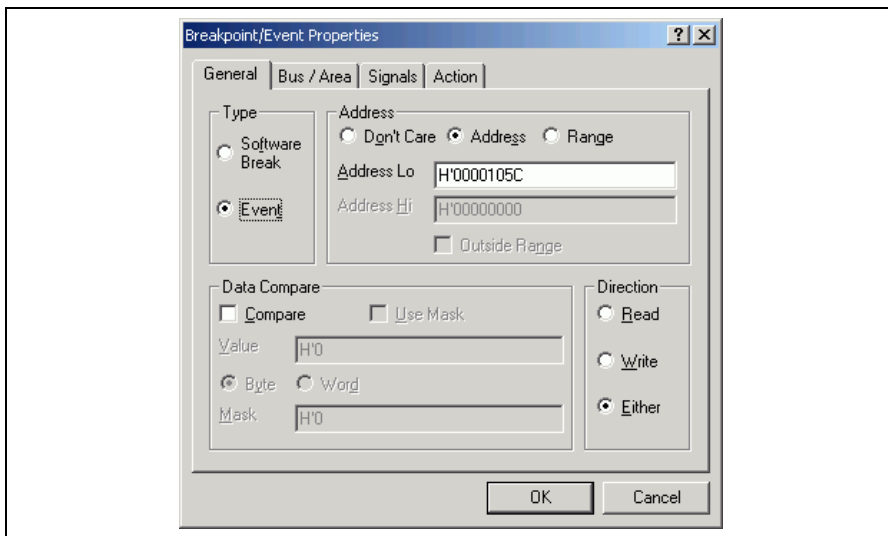 Breakpoint/Event Properties
General Bus / Area Signals Action
Type
Software
Break
Event
Address
Don't Care Address Range
Address Lo H'0000105C
Address Hi H'00000000
Outside Range
Data Compare
Compare Use Mask
Value H'0
Byte Word
Mask H'0
Direction
Read
Write
Either
OK Cancel